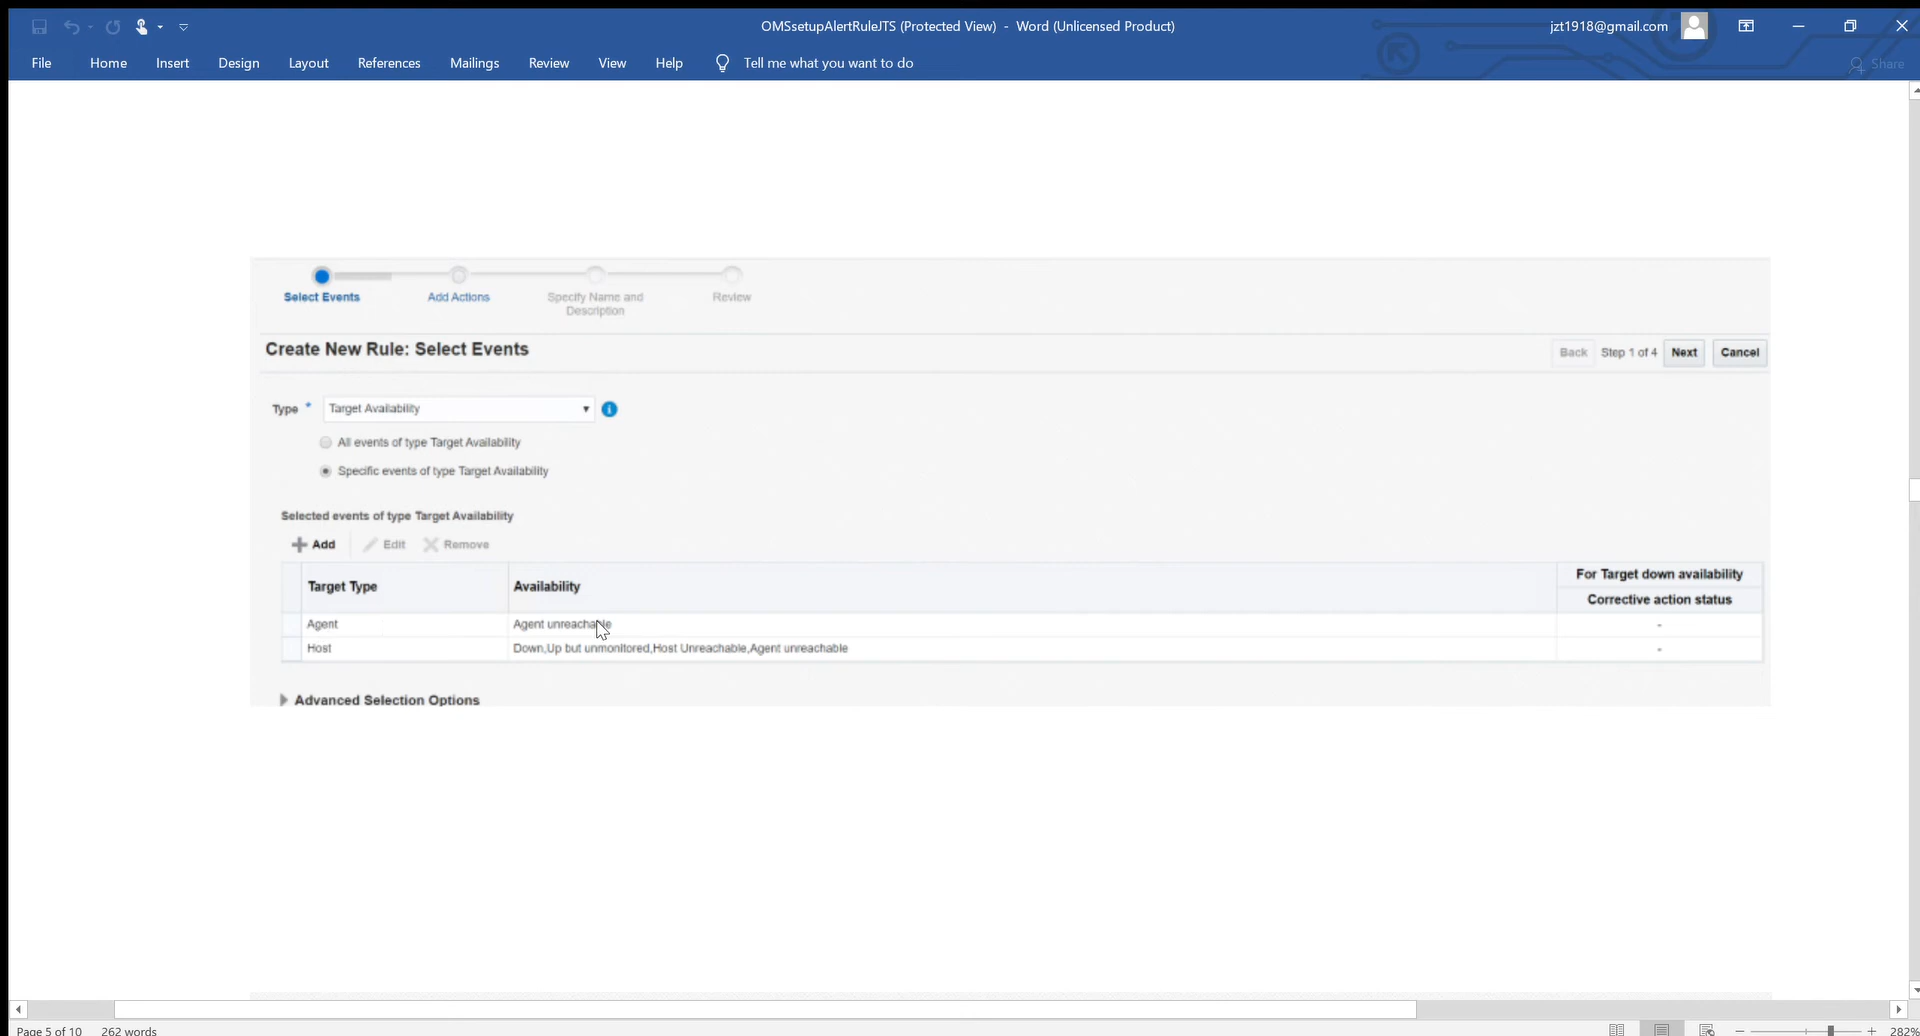 OMSsetupAlertRuleJTS (Protected View) - Word (Unlicensed Product)
jzt1918@gmail.com
File Home Insert Design Layout References Mailings Review View Help Tell me what you want to do
Share
Select Events
Add Actions
Specify Name and
Description
Review
Create New Rule: Select Events
Back Step 1 of 4 Next Cancel
Type * Target Availability
All events of type Target Availability
Specific events of type Target Availability
Selected events of type Target Availability
Add Edit Remove
Target Type Availability For Target down availability
Corrective action status
Agent Agent unreachable -
Host Down,Up but unmonitored,Host Unreachable,Agent unreachable -
Advanced Selection Options
Page 5 of 10 262 words
282%